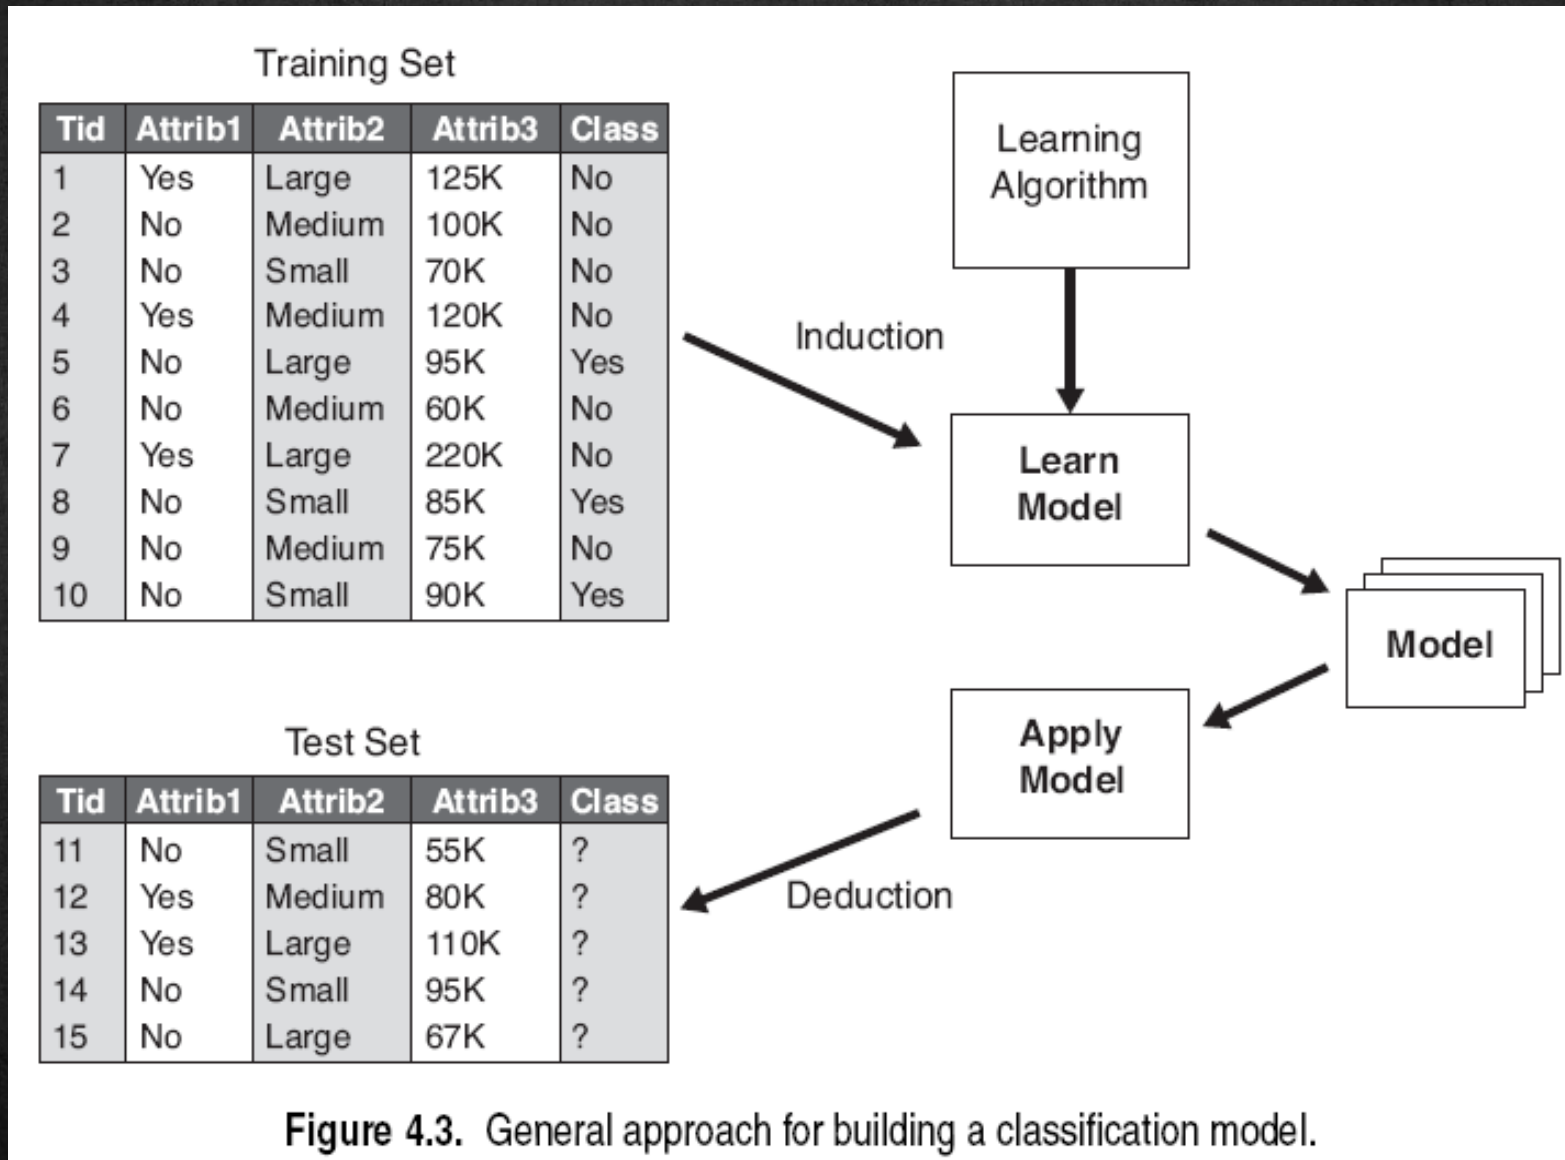 Training Set
Tid Attrib1 Attrib2 Attrib3 Class
1 Yes Large 125K No
2 No Medium 100K No
3 No Small 70K No
4 Yes Medium 120K No
5 No Large 95K Yes
6 No Medium 60K No
7 Yes Large 220K No
8 No Small 85K Yes
9 No Medium 75K No
10 No Small 90K Yes
Learning
Algorithm
Induction
Learn
Model
Model
Apply
Model
Deduction
Test Set
Tid Attrib1 Attrib2 Attrib3 Class
11 No Small 55K ?
12 Yes Medium 80K ?
13 Yes Large 110K ?
14 No Small 95K ?
15 No Large 67K ?
Figure 4.3. General approach for building a classification model.